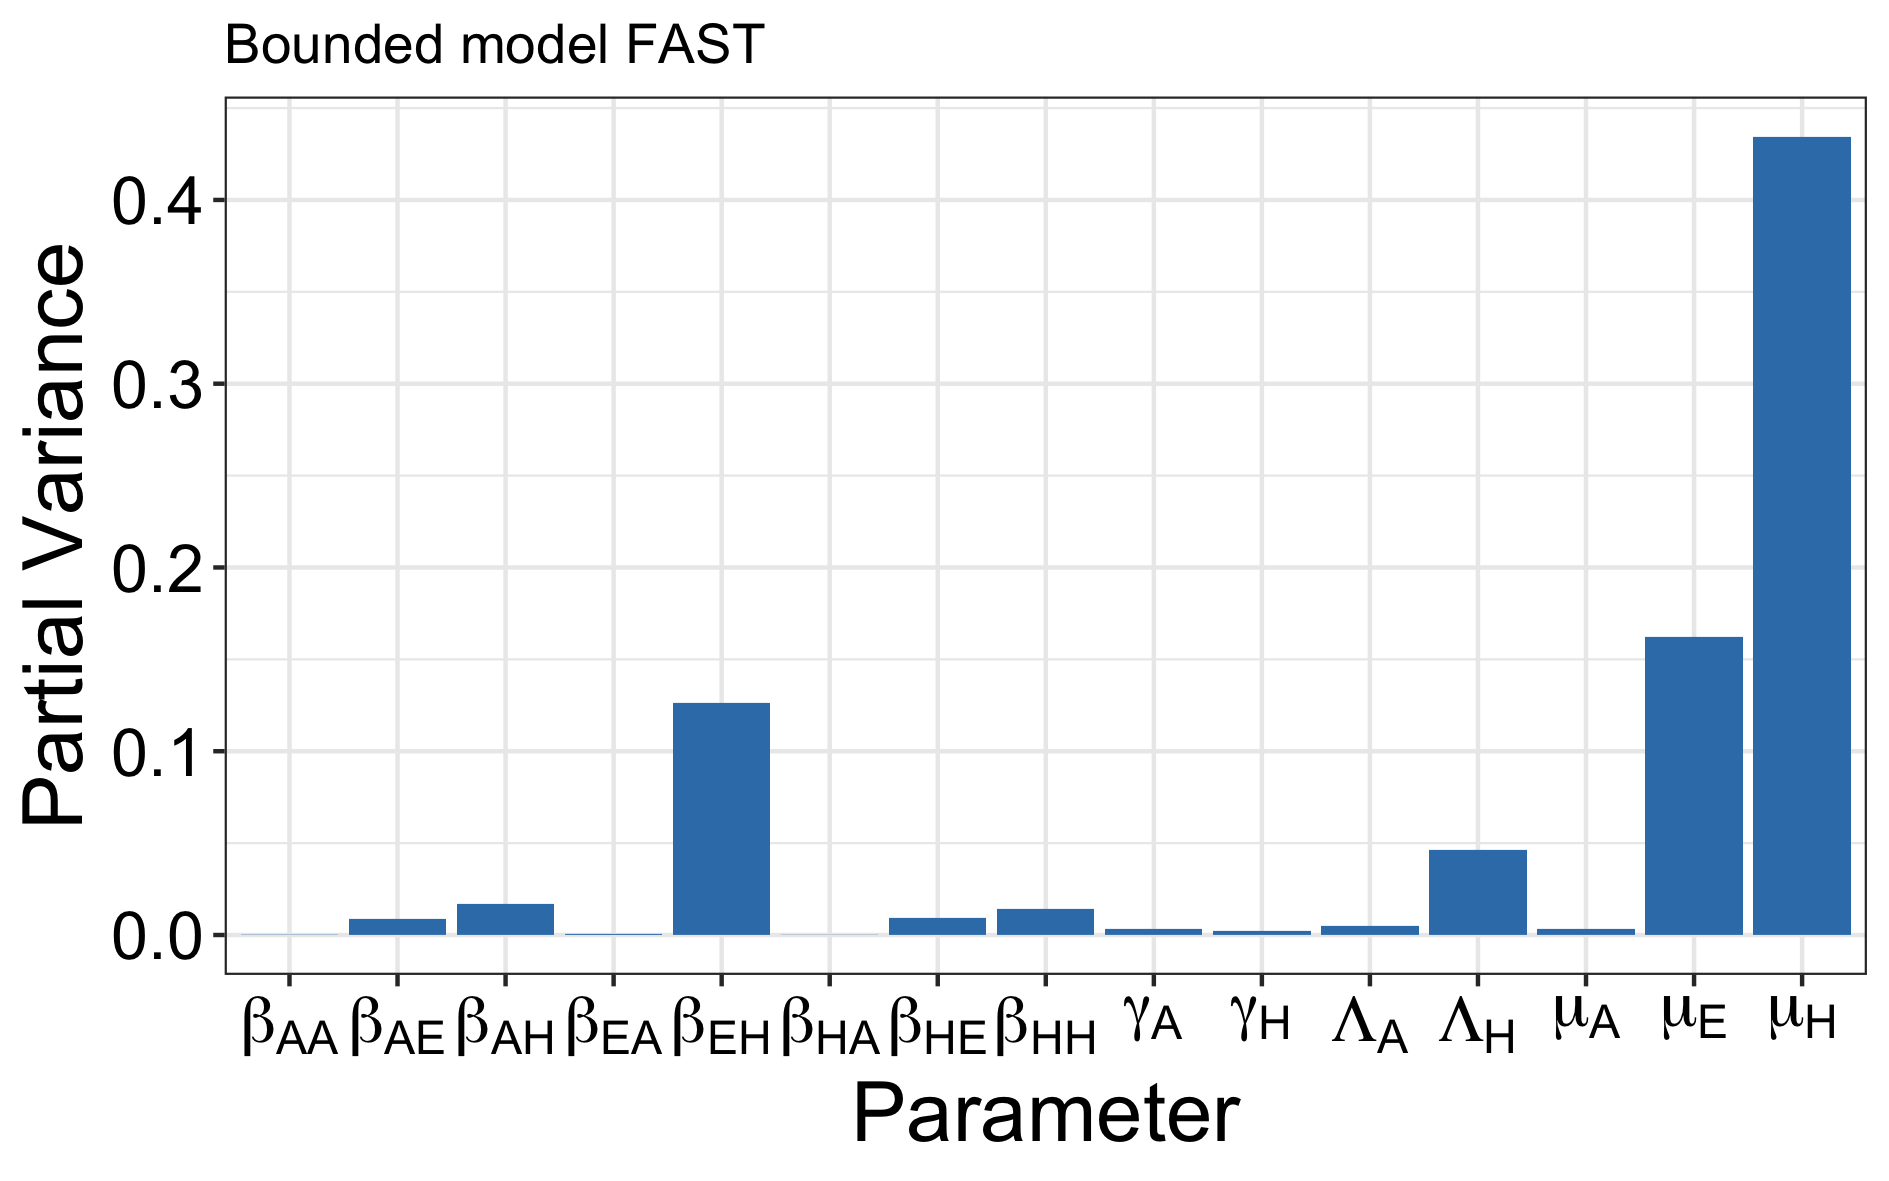 Bounded model FAST
Partial Variance
0.4
0.3
0.2
0.1
0.0
βAA βAE βAH βEA βEH βHA βHE βHH γA γH ΛA ΛH μA μE μH
Parameter